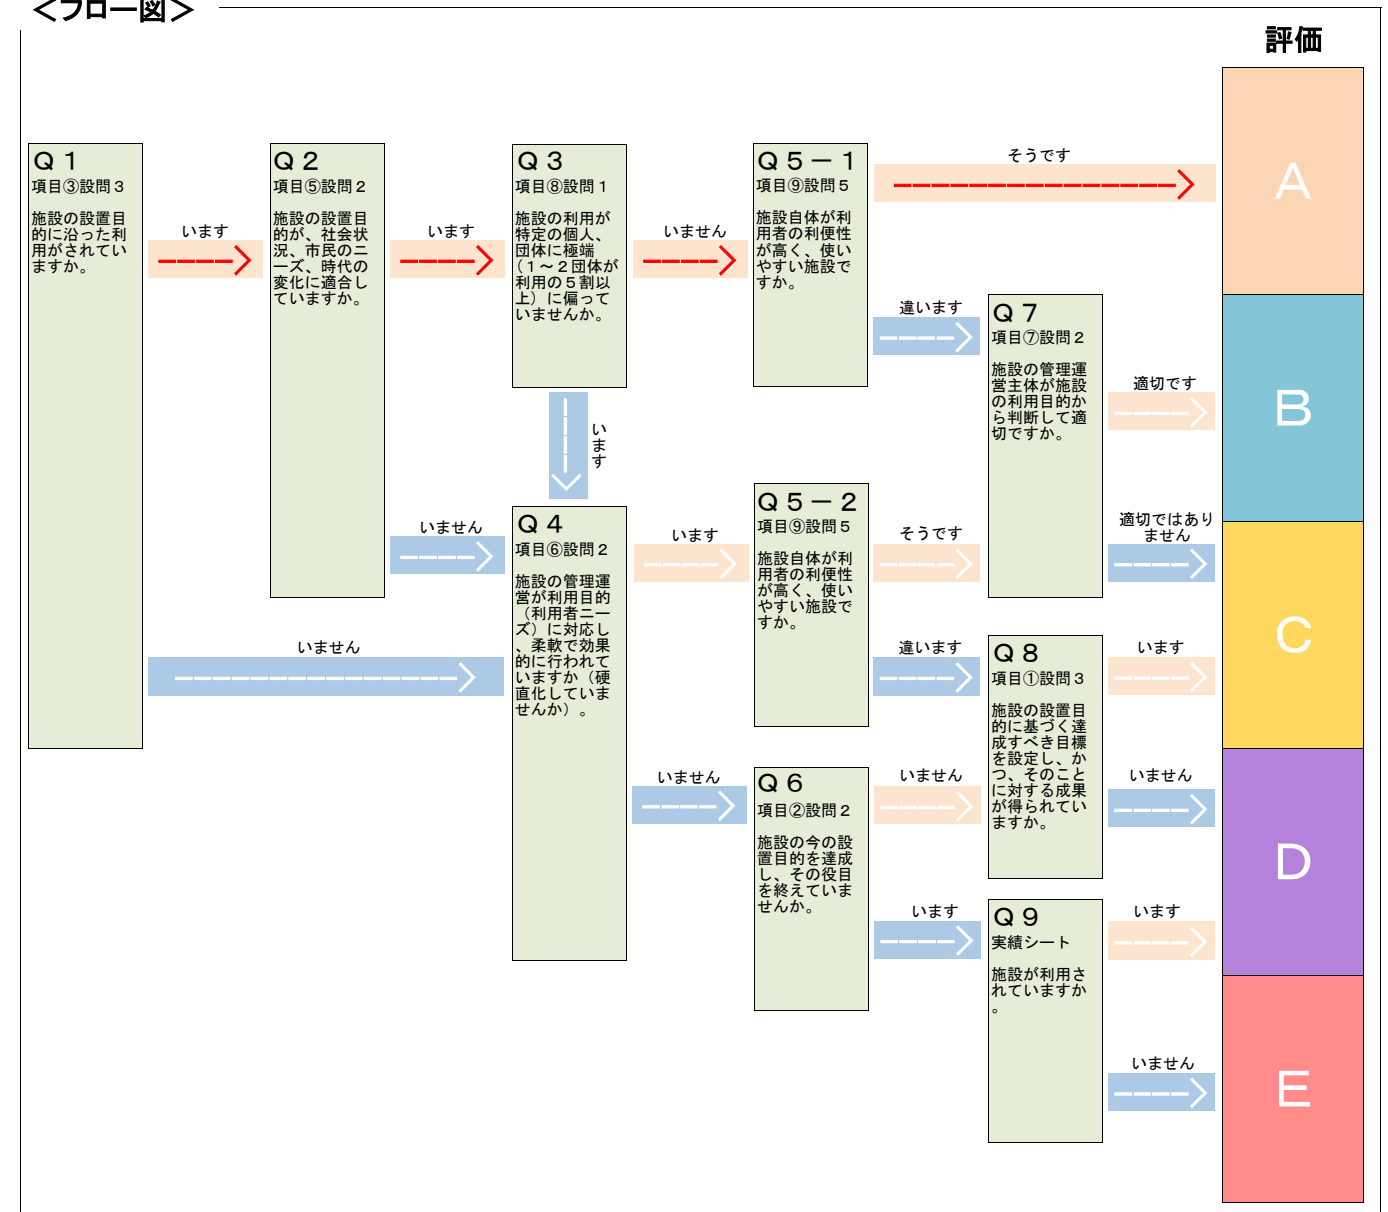 ＜フロー図＞
評価
Ｑ１
項目③設問３
施設の設置目
的に沿った利
用がされてい
ますか。
います
いません
Ｑ２
項目⑤設問２
施設の設置目
的が、社会状
況、市民のニ
ーズ、時代の
変化に適合し
ていますか。
います
いません
Ｑ３
項目⑧設問１
施設の利用が
特定の個人、
団体に極端
（１～２団体が
利用の５割以
上）に偏って
いませんか。
いません
います
Ｑ４
項目⑥設問２
施設の管理運
営が利用目的
（利用者ニー
ズ）に対応し
、柔軟で効果
的に行われて
いますか（硬
直化していま
せんか）。
います
いません
Ｑ５－１
項目⑨設問５
施設自体が利
用者の利便性
が高く、使い
やすい施設で
すか。
そうです
違います
Ｑ５－２
項目⑨設問５
施設自体が利
用者の利便性
が高く、使い
やすい施設で
すか。
そうです
違います
Ｑ６
項目②設問２
施設の今の設
置目的を達成
し、その役目
を終えていま
せんか。
いません
います
Ｑ７
項目⑦設問２
施設の管理運
営主体が施設
の利用目的か
ら判断して適
切ですか。
適切です
適切ではあり
ません
Ｑ８
項目①設問３
施設の設置目
的に基づく達
成すべき目標
を設定し、か
つ、そのこと
に対する成果
が得られてい
ますか。
います
いません
Ｑ９
実績シート
施設が利用さ
れていますか
。
います
いません
A
B
C
D
E